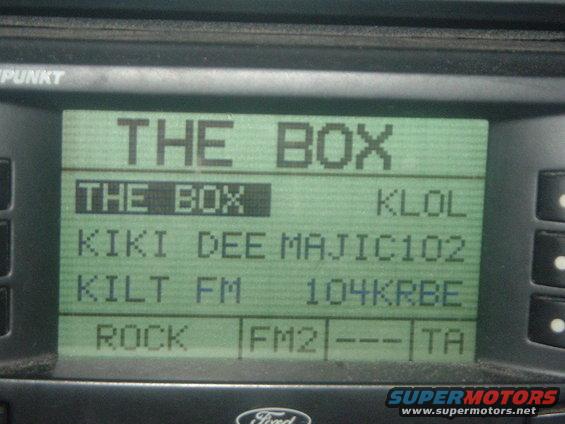 PUNKT
THE BOX
THE BOX KLOL
KIKI DEE MAJIC102
KILT FM 104KRBE
ROCK FM2 --- TA
Ford
SUPERMOTORS
www.supermotors.net